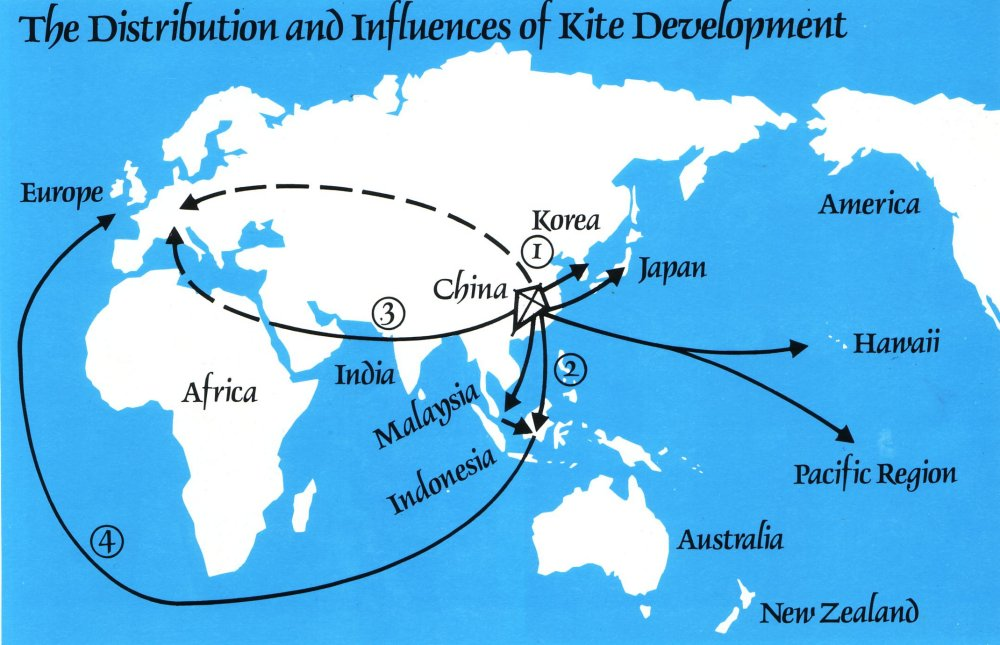 The Distribution and Influences of Kite Development
Europe
Korea
America
1
Japan
China
3
Hawaii
India
2
Africa
Malaysia
Indonesia
Pacific Region
4
Australia
New Zealand